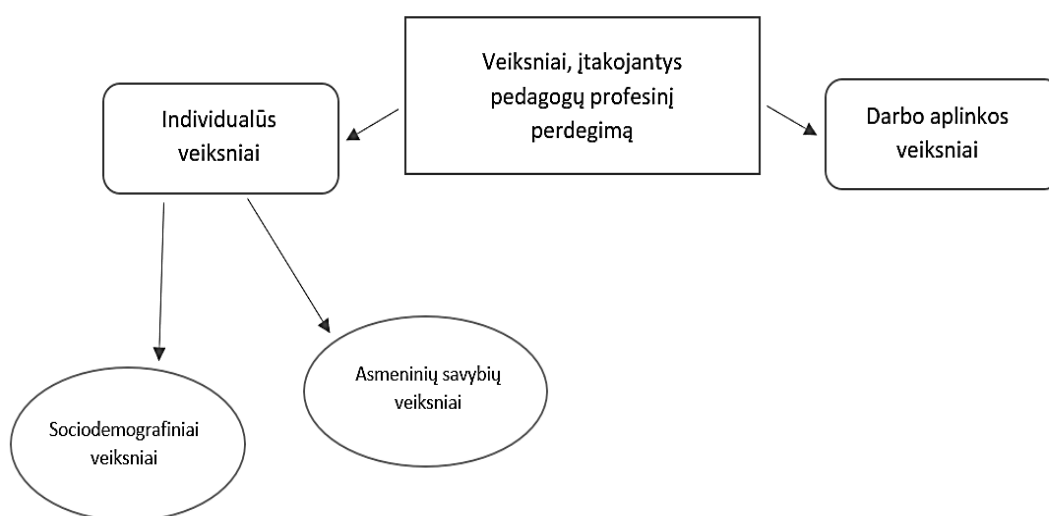 Veiksniai, įtakojantys
pedagogų profesinį
perdegimą
Individualūs
veiksniai
Darbo aplinkos
veiksniai
Asmeninių savybių
veiksniai
Sociodemografiniai
veiksniai